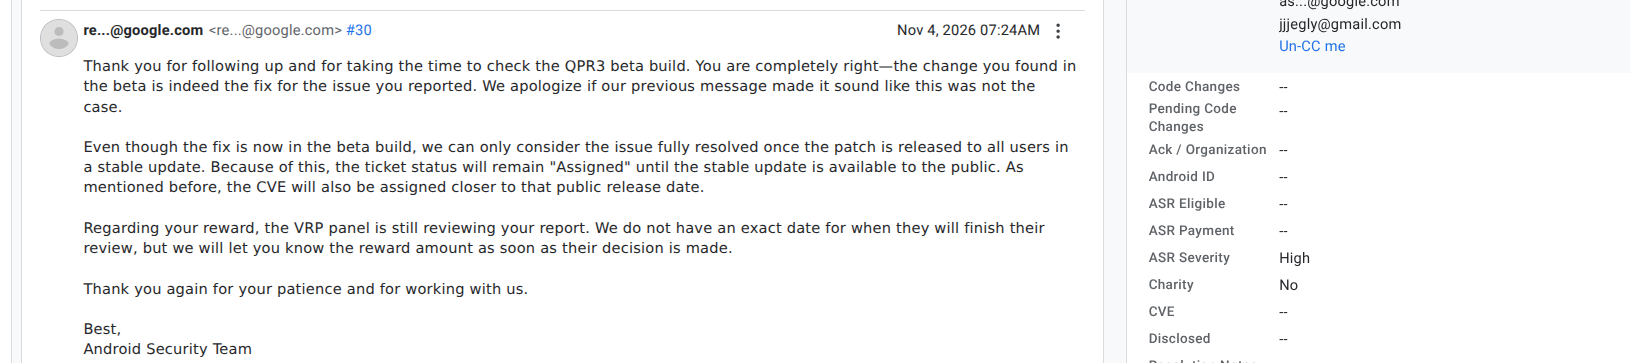 re...@google.com <re...@google.com> #30 Nov 4, 2026 07:24AM
Thank you for following up and for taking the time to check the QPR3 beta build. You are completely right—the change you found in
the beta is indeed the fix for the issue you reported. We apologize if our previous message made it sound like this was not the
case.
Even though the fix is now in the beta build, we can only consider the issue fully resolved once the patch is released to all users in
a stable update. Because of this, the ticket status will remain "Assigned" until the stable update is available to the public. As
mentioned before, the CVE will also be assigned closer to that public release date.
Regarding your reward, the VRP panel is still reviewing your report. We do not have an exact date for when they will finish their
review, but we will let you know the reward amount as soon as their decision is made.
Thank you again for your patience and for working with us.
Best,
Android Security Team
as...@google.com
jjjegly@gmail.com
Un-CC me
Code Changes --
Pending Code --
Changes
Ack / Organization --
Android ID --
ASR Eligible --
ASR Payment --
ASR Severity High
Charity No
CVE --
Disclosed --